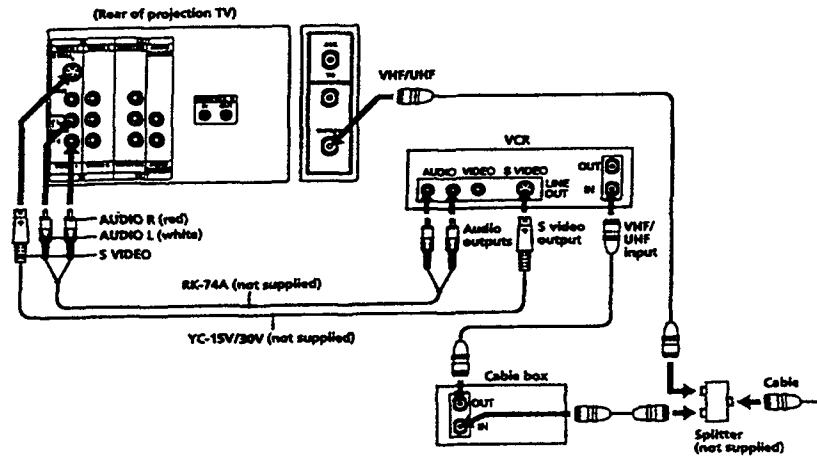 (Rear of projection TV)
VHF/UHF
VCR
AUDIO VIDEO S VIDEO
OUT
IN
LINE
OUT
AUDIO R (red)
AUDIO L (white)
S VIDEO
Audio
outputs
S video
output
VHF/
UHF
input
RK-74A (not supplied)
YC-15V/30V (not supplied)
Cable box
OUT
IN
Cable
Splitter
(not supplied)